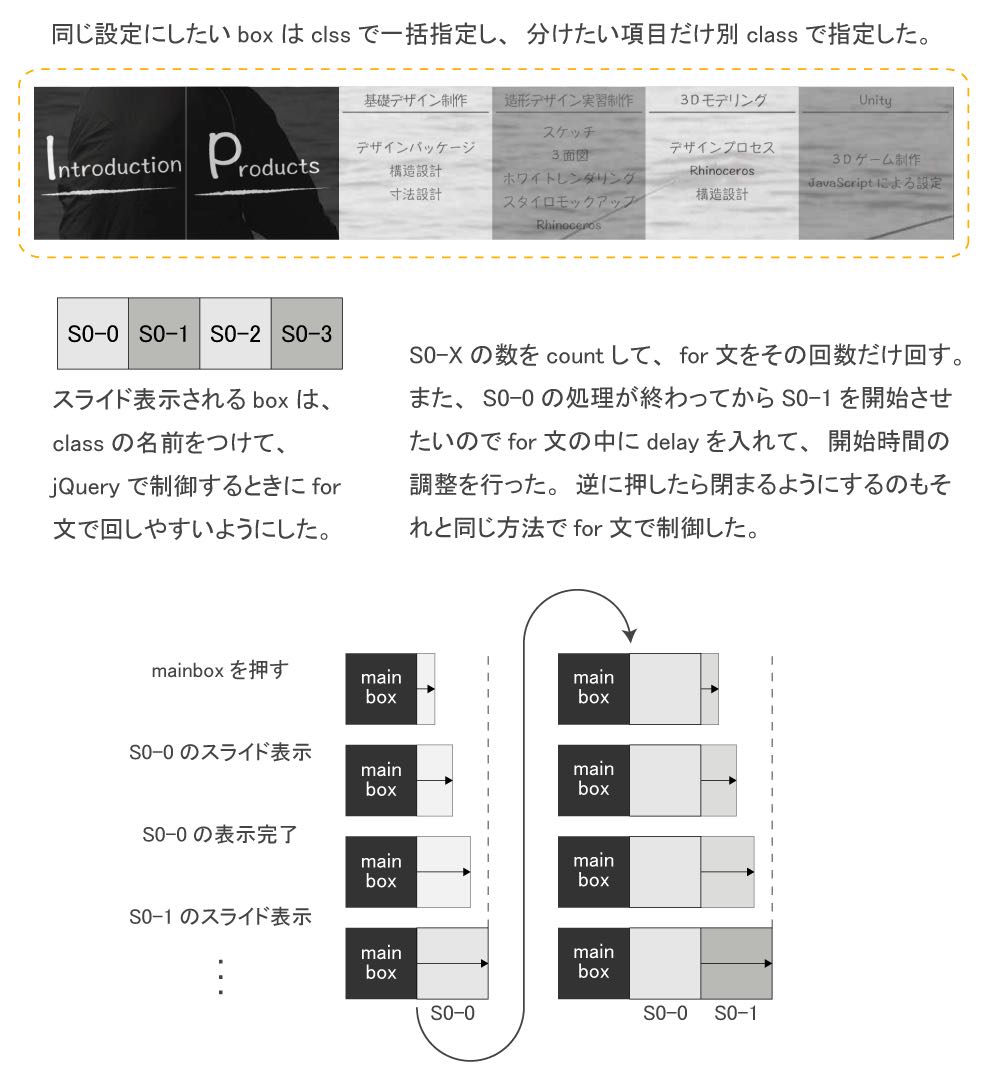 同じ設定にしたい box は clss で一括指定し、 分けたい項目だけ別 class で指定した。
Introduction
Products
基礎デザイン制作
デザインパッケージ
構造設計
寸法設計
造形デザイン実習制作
スケッチ
3面図
ホワイトレンダリング
スタイロモックアップ
Rhinoceros
3Dモデリング
デザインプロセス
Rhinoceros
構造設計
Unity
3Dゲーム制作
JavaScriptによる設定
S0-0 S0-1 S0-2 S0-3
スライド表示される box は、
class の名前をつけて、
jQuery で制御するときに for
文で回しやすいようにした。
S0-X の数を count して、 for 文をその回数だけ回す。
また、 S0-0 の処理が終わってから S0-1 を開始させ
たいので for 文の中に delay を入れて、 開始時間の
調整を行った。 逆に押したら閉まるようにするのもそ
れと同じ方法で for 文で制御した。
mainbox を押す
S0-0 のスライド表示
S0-0 の表示完了
S0-1 のスライド表示
⋮
main
box
main
box
main
box
main
box
S0-0
main
box
main
box
main
box
main
box
S0-0 S0-1